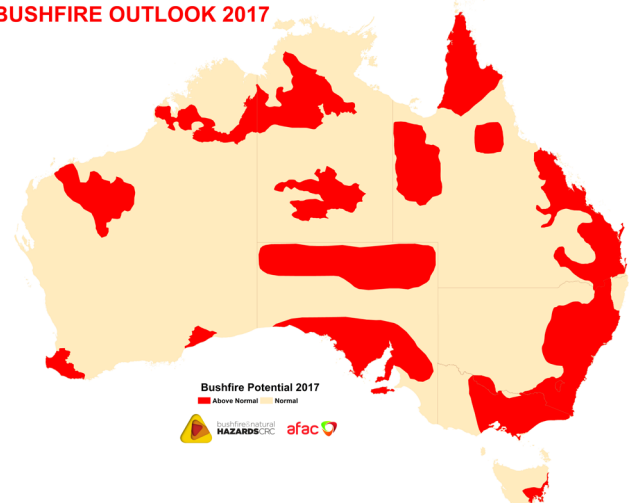 BUSHFIRE OUTLOOK 2017
Bushfire Potential 2017
Above Normal Normal
bushfire&natural
HAZARDSCRC
afac